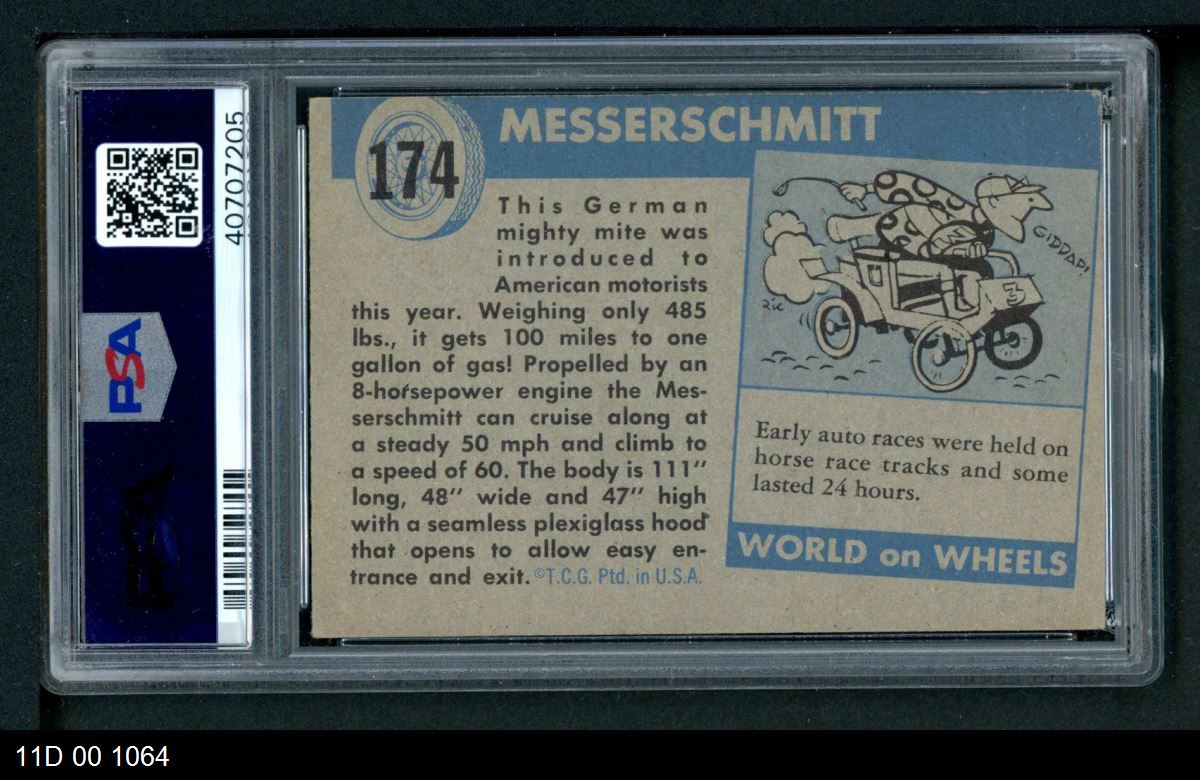 40707205
PSA
PSA
174
MESSERSCHMITT
This German
mighty mite was
introduced to
American motorists
this year. Weighing only 485
lbs., it gets 100 miles to one
gallon of gas! Propelled by an
8-horsepower engine the Mes-
serschmitt can cruise along at
a steady 50 mph and climb to
a speed of 60. The body is 111″
long, 48″ wide and 47″ high
with a seamless plexiglass hood
that opens to allow easy en-
trance and exit. ©T.C.G. Ptd. in U.S.A.
GIDDAP!
3
ric
Early auto races were held on
horse race tracks and some
lasted 24 hours.
WORLD on WHEELS
11D 00 1064